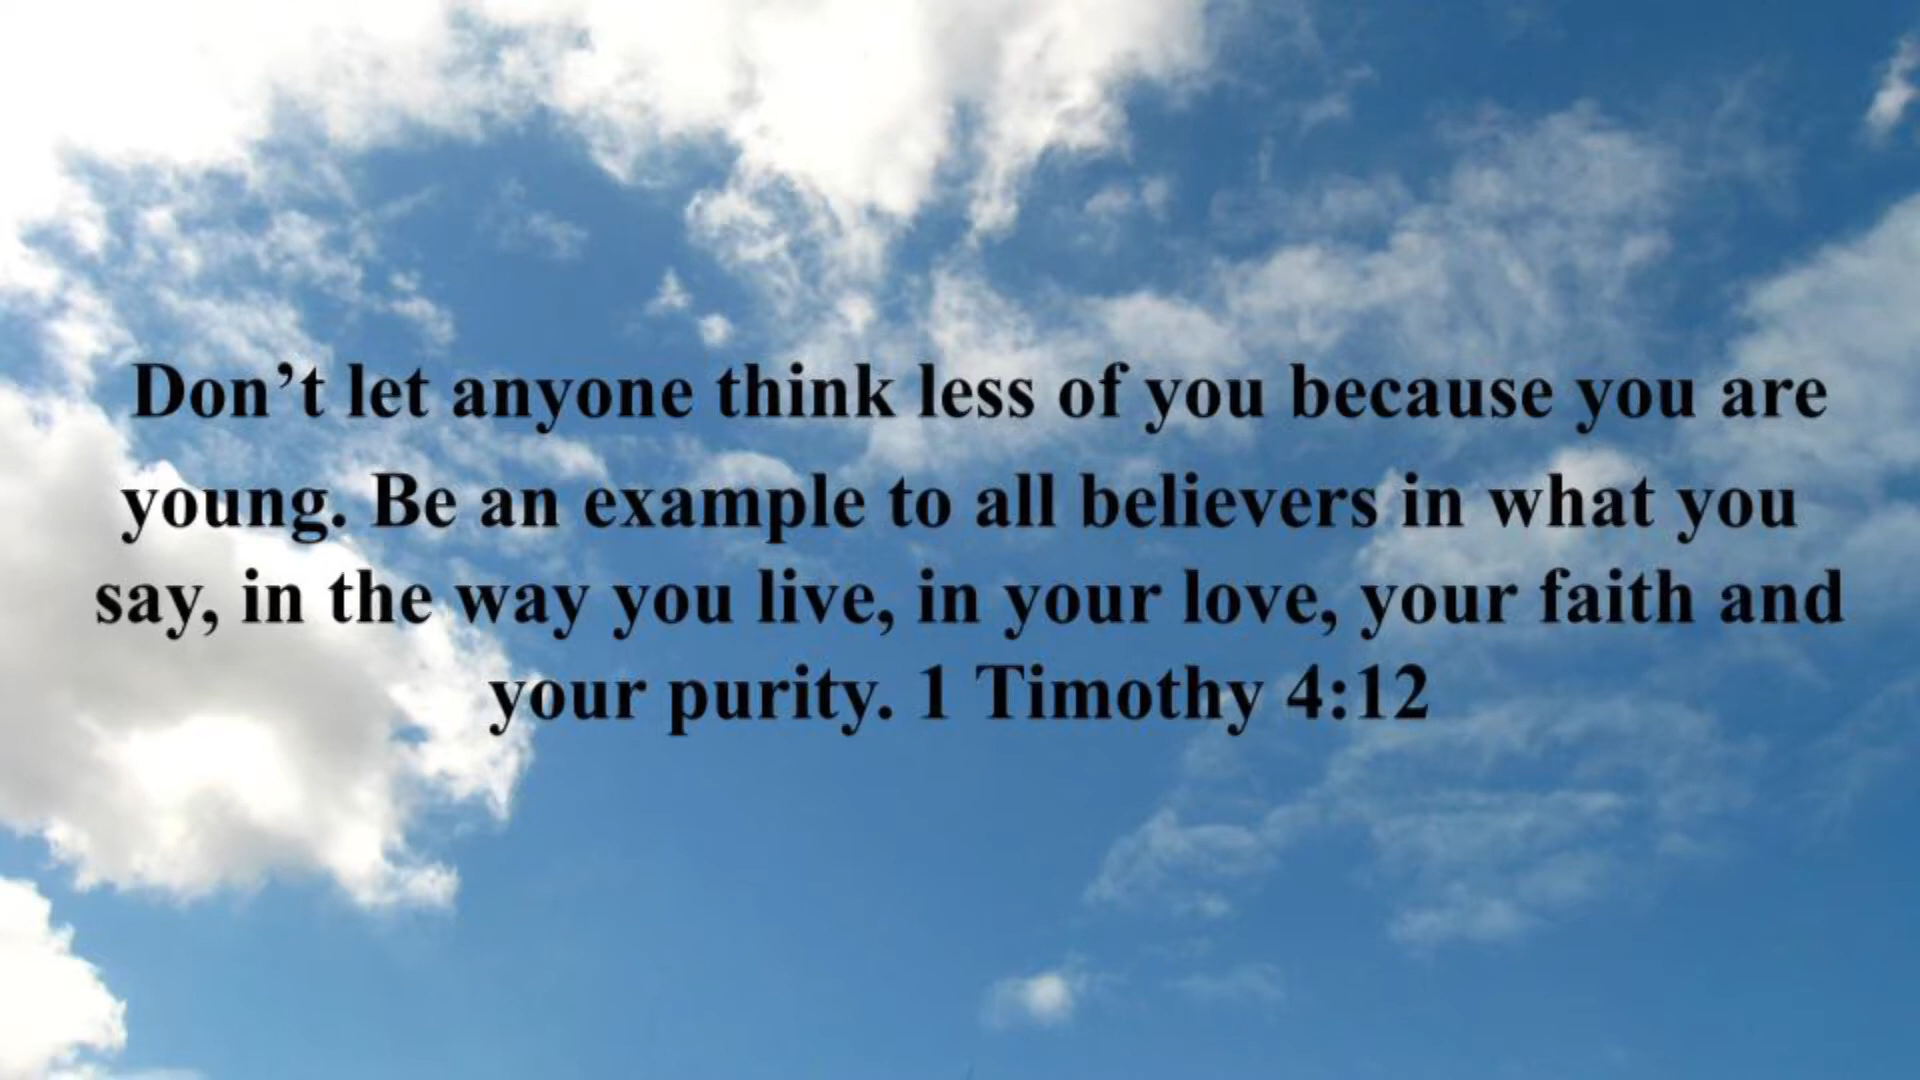 Don’t let anyone think less of you because you are
young. Be an example to all believers in what you
say, in the way you live, in your love, your faith and
your purity. 1 Timothy 4:12